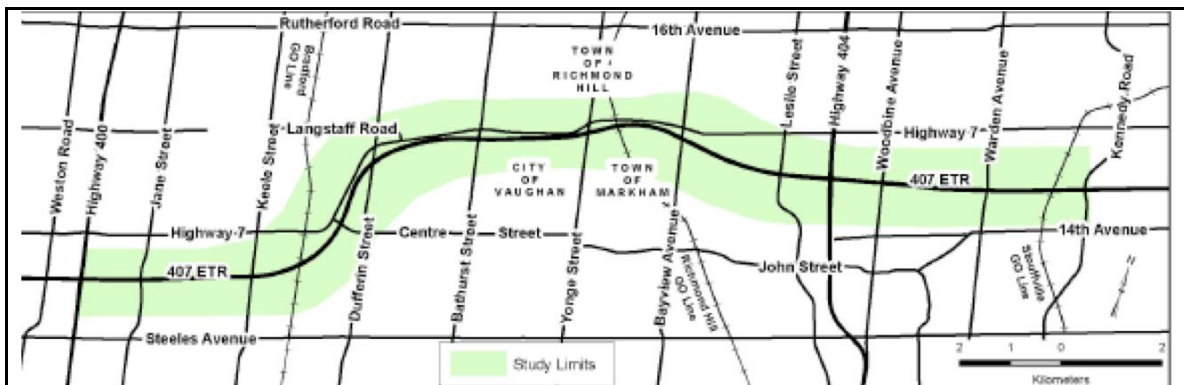 Rutherford Road
16th Avenue
Bradford
GO Line
TOWN
OF
RICHMOND
HILL
Leslie Street
Highway 404
Woodbine Avenue
Warden Avenue
Kennedy Road
Weston Road
Highway 400
Jane Street
Keele Street
Langstaff Road
Highway 7
CITY
OF
VAUGHAN
TOWN
OF
MARKHAM
407 ETR
Highway 7
Centre Street
14th Avenue
407 ETR
Dufferin Street
Bathurst Street
Yonge Street
Bayview Avenue
Richmond Hill
GO Line
John Street
Stouffville
GO Line
N
Steeles Avenue
Study Limits
2 1 0 2
Kilometers